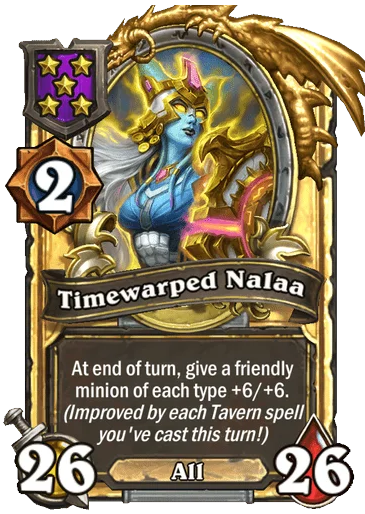 2
Timewarped Nalaa
At end of turn, give a friendly
minion of each type +6/+6.
(Improved by each Tavern spell
you've cast this turn!)
26
All
26